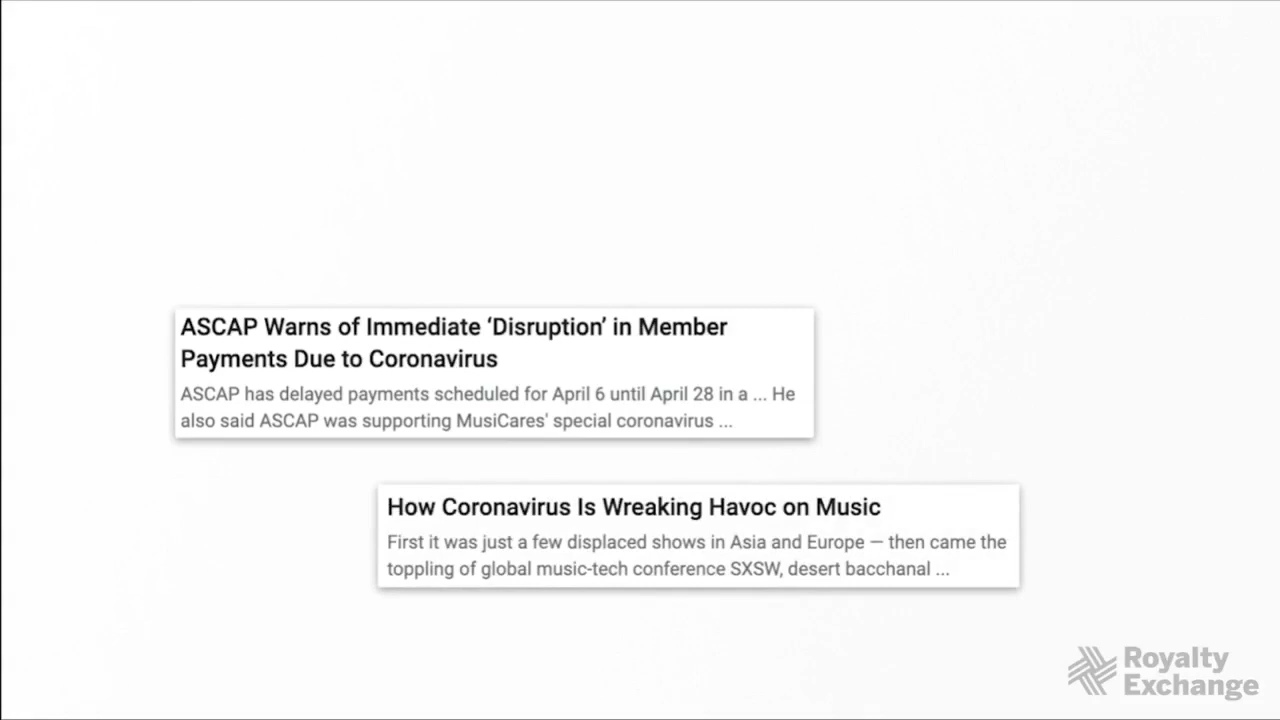 ASCAP Warns of Immediate ‘Disruption’ in Member
Payments Due to Coronavirus
ASCAP has delayed payments scheduled for April 6 until April 28 in a ... He
also said ASCAP was supporting MusiCares' special coronavirus ...
How Coronavirus Is Wreaking Havoc on Music
First it was just a few displaced shows in Asia and Europe — then came the
toppling of global music-tech conference SXSW, desert bacchanal ...
Royalty
Exchange